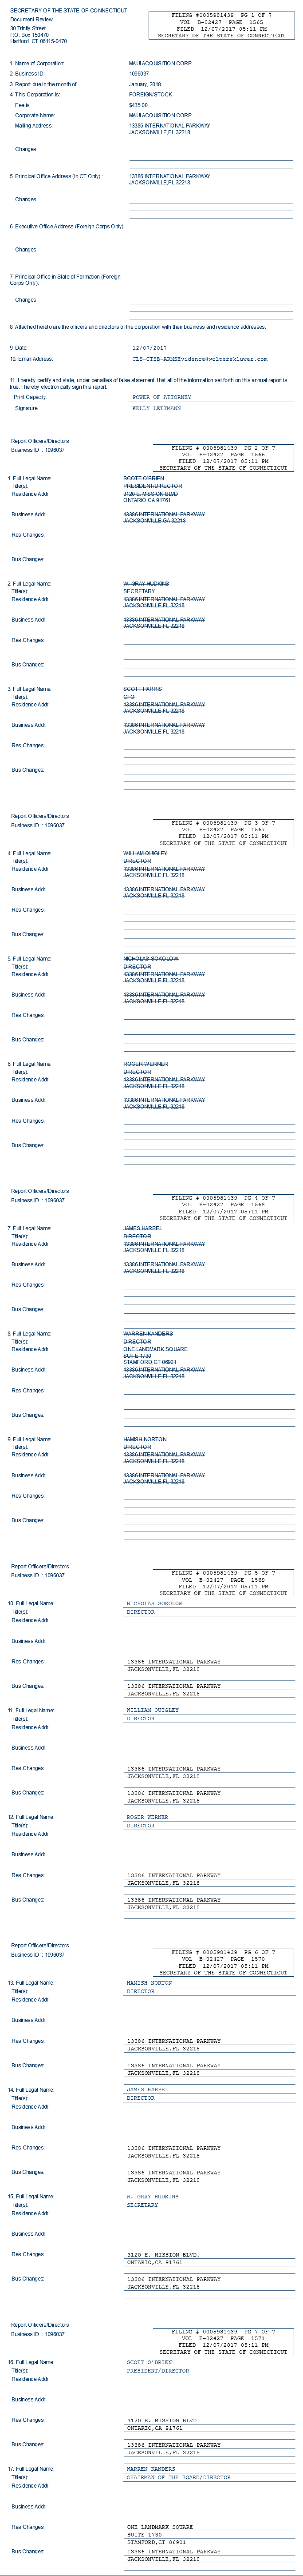 SECRETARY OF THE STATE OF CONNECTICUT
Document Review
30 Trinity Street
P.O. Box 150470
Hartford, CT 06115-0470
FILING #0005981439 PG 1 OF 7
VOL B-02427 PAGE 1565
FILED 12/07/2017 05:11 PM
SECRETARY OF THE STATE OF CONNECTICUT
1. Name of Corporation: MAUI ACQUISITION CORP.
2. Business ID: 1096037
3. Report due in the month of: January, 2018
4. This Corporation is: FOREIGN/STOCK
Fee is: $435.00
Corporate Name: MAUI ACQUISITION CORP.
Mailing Address: 13386 INTERNATIONAL PARKWAY
JACKSONVILLE, FL 32218
Changes:
5. Principal Office Address (in CT Only) : 13386 INTERNATIONAL PARKWAY
JACKSONVILLE,FL 32218
Changes:
6. Executive Office Address (Foreign Corps Only):
Changes:
7. Principal Office in State of Formation (Foreign
Corps Only):
Changes:
8. Attached hereto are the officers and directors of the corporation with their business and residence addresses.
9. Date: 12/07/2017
10. Email Address: CLS-CTSB-ARMSEvidence@wolterskluwer.com
11. I hereby certify and state, under penalties of false statement, that all of the information set forth on this annual report is
true. I hereby electronically sign this report.
Print Capacity: POWER OF ATTORNEY
Signature KELLY LETTMANN
Report Officers/Directors
Business ID : 1096037
FILING # 0005981439 PG 2 OF 7
VOL B-02427 PAGE 1566
FILED 12/07/2017 05:11 PM
SECRETARY OF THE STATE OF CONNECTICUT
1. Full Legal Name: SCOTT O'BRIEN
Title(s): PRESIDENT/DIRECTOR
Residence Addr: 3120 E. MISSION BLVD
ONTARIO,CA 91761
Business Addr: 13386 INTERNATIONAL PARKWAY
JACKSONVILLE,GA 32218
Res Changes:
Bus Changes:
2. Full Legal Name: W. GRAY HUDKINS
Title(s): SECRETARY
Residence Addr: 13386 INTERNATIONAL PARKWAY
JACKSONVILLE,FL 32218
Business Addr: 13386 INTERNATIONAL PARKWAY
JACKSONVILLE,FL 32218
Res Changes:
Bus Changes:
3. Full Legal Name: SCOTT HARRIS
Title(s): CFO
Residence Addr: 13386 INTERNATIONAL PARKWAY
JACKSONVILLE,FL 32218
Business Addr: 13386 INTERNATIONAL PARKWAY
JACKSONVILLE,FL 32218
Res Changes:
Bus Changes:
Report Officers/Directors
Business ID : 1096037
FILING # 0005981439 PG 3 OF 7
VOL B-02427 PAGE 1567
FILED 12/07/2017 05:11 PM
SECRETARY OF THE STATE OF CONNECTICUT
4. Full Legal Name: WILLIAM QUIGLEY
Title(s): DIRECTOR
Residence Addr: 13386 INTERNATIONAL PARKWAY
JACKSONVILLE,FL 32218
Business Addr: 13386 INTERNATIONAL PARKWAY
JACKSONVILLE,FL 32218
Res Changes:
Bus Changes:
5. Full Legal Name: NICHOLAS SOKOLOW
Title(s): DIRECTOR
Residence Addr: 13386 INTERNATIONAL PARKWAY
JACKSONVILLE,FL 32218
Business Addr: 13386 INTERNATIONAL PARKWAY
JACKSONVILLE,FL 32218
Res Changes:
Bus Changes:
6. Full Legal Name: ROGER WERNER
Title(s): DIRECTOR
Residence Addr: 13386 INTERNATIONAL PARKWAY
JACKSONVILLE,FL 32218
Business Addr: 13386 INTERNATIONAL PARKWAY
JACKSONVILLE,FL 32218
Res Changes:
Bus Changes:
Report Officers/Directors
Business ID : 1096037
FILING # 0005981439 PG 4 OF 7
VOL B-02427 PAGE 1568
FILED 12/07/2017 05:11 PM
SECRETARY OF THE STATE OF CONNECTICUT
7. Full Legal Name: JAMES HARPEL
Title(s): DIRECTOR
Residence Addr: 13386 INTERNATIONAL PARKWAY
JACKSONVILLE,FL 32218
Business Addr: 13386 INTERNATIONAL PARKWAY
JACKSONVILLE,FL 32218
Res Changes:
Bus Changes:
8. Full Legal Name: WARREN KANDERS
Title(s): DIRECTOR
Residence Addr: ONE LANDMARK SQUARE
SUITE 1730
STAMFORD,CT 06901
Business Addr: 13386 INTERNATIONAL PARKWAY
JACKSONVILLE,FL 32218
Res Changes:
Bus Changes:
9. Full Legal Name: HAMISH NORTON
Title(s): DIRECTOR
Residence Addr: 13386 INTERNATIONAL PARKWAY
JACKSONVILLE,FL 32218
Business Addr: 13386 INTERNATIONAL PARKWAY
JACKSONVILLE,FL 32218
Res Changes:
Bus Changes:
Report Officers/Directors
Business ID : 1096037
FILING # 0005981439 PG 5 OF 7
VOL B-02427 PAGE 1569
FILED 12/07/2017 05:11 PM
SECRETARY OF THE STATE OF CONNECTICUT
10. Full Legal Name: NICHOLAS SOKOLOW
Title(s): DIRECTOR
Residence Addr:
Business Addr:
Res Changes: 13386 INTERNATIONAL PARKWAY
JACKSONVILLE,FL 32218
Bus Changes: 13386 INTERNATIONAL PARKWAY
JACKSONVILLE,FL 32218
11. Full Legal Name: WILLIAM QUIGLEY
Title(s): DIRECTOR
Residence Addr:
Business Addr:
Res Changes: 13386 INTERNATIONAL PARKWAY
JACKSONVILLE,FL 32218
Bus Changes: 13386 INTERNATIONAL PARKWAY
JACKSONVILLE,FL 32218
12. Full Legal Name: ROGER WERNER
Title(s): DIRECTOR
Residence Addr:
Business Addr:
Res Changes: 13386 INTERNATIONAL PARKWAY
JACKSONVILLE,FL 32218
Bus Changes: 13386 INTERNATIONAL PARKWAY
JACKSONVILLE,FL 32218
Report Officers/Directors
Business ID : 1096037
FILING # 0005981439 PG 6 OF 7
VOL B-02427 PAGE 1570
FILED 12/07/2017 05:11 PM
SECRETARY OF THE STATE OF CONNECTICUT
13. Full Legal Name: HAMISH NORTON
Title(s): DIRECTOR
Residence Addr:
Business Addr:
Res Changes: 13386 INTERNATIONAL PARKWAY
JACKSONVILLE,FL 32218
Bus Changes: 13386 INTERNATIONAL PARKWAY
JACKSONVILLE,FL 32218
14. Full Legal Name: JAMES HARPEL
Title(s): DIRECTOR
Residence Addr:
Business Addr:
Res Changes: 13386 INTERNATIONAL PARKWAY
JACKSONVILLE,FL 32218
Bus Changes: 13386 INTERNATIONAL PARKWAY
JACKSONVILLE,FL 32218
15. Full Legal Name: W. GRAY HUDKINS
Title(s): SECRETARY
Residence Addr:
Business Addr:
Res Changes: 3120 E. MISSION BLVD.
ONTARIO,CA 91761
Bus Changes: 13386 INTERNATIONAL PARKWAY
JACKSONVILLE,FL 32218
Report Officers/Directors
Business ID : 1096037
FILING # 0005981439 PG 7 OF 7
VOL B-02427 PAGE 1571
FILED 12/07/2017 05:11 PM
SECRETARY OF THE STATE OF CONNECTICUT
16. Full Legal Name: SCOTT O'BRIEN
Title(s): PRESIDENT/DIRECTOR
Residence Addr:
Business Addr:
Res Changes: 3120 E. MISSION BLVD
ONTARIO,CA 91761
Bus Changes: 13386 INTERNATIONAL PARKWAY
JACKSONVILLE,FL 32218
17. Full Legal Name: WARREN KANDERS
Title(s): CHAIRMAN OF THE BOARD/DIRECTOR
Residence Addr:
Business Addr:
Res Changes: ONE LANDMARK SQUARE
SUITE 1730
STAMFORD,CT 06901
Bus Changes: 13386 INTERNATIONAL PARKWAY
JACKSONVILLE,FL 32218